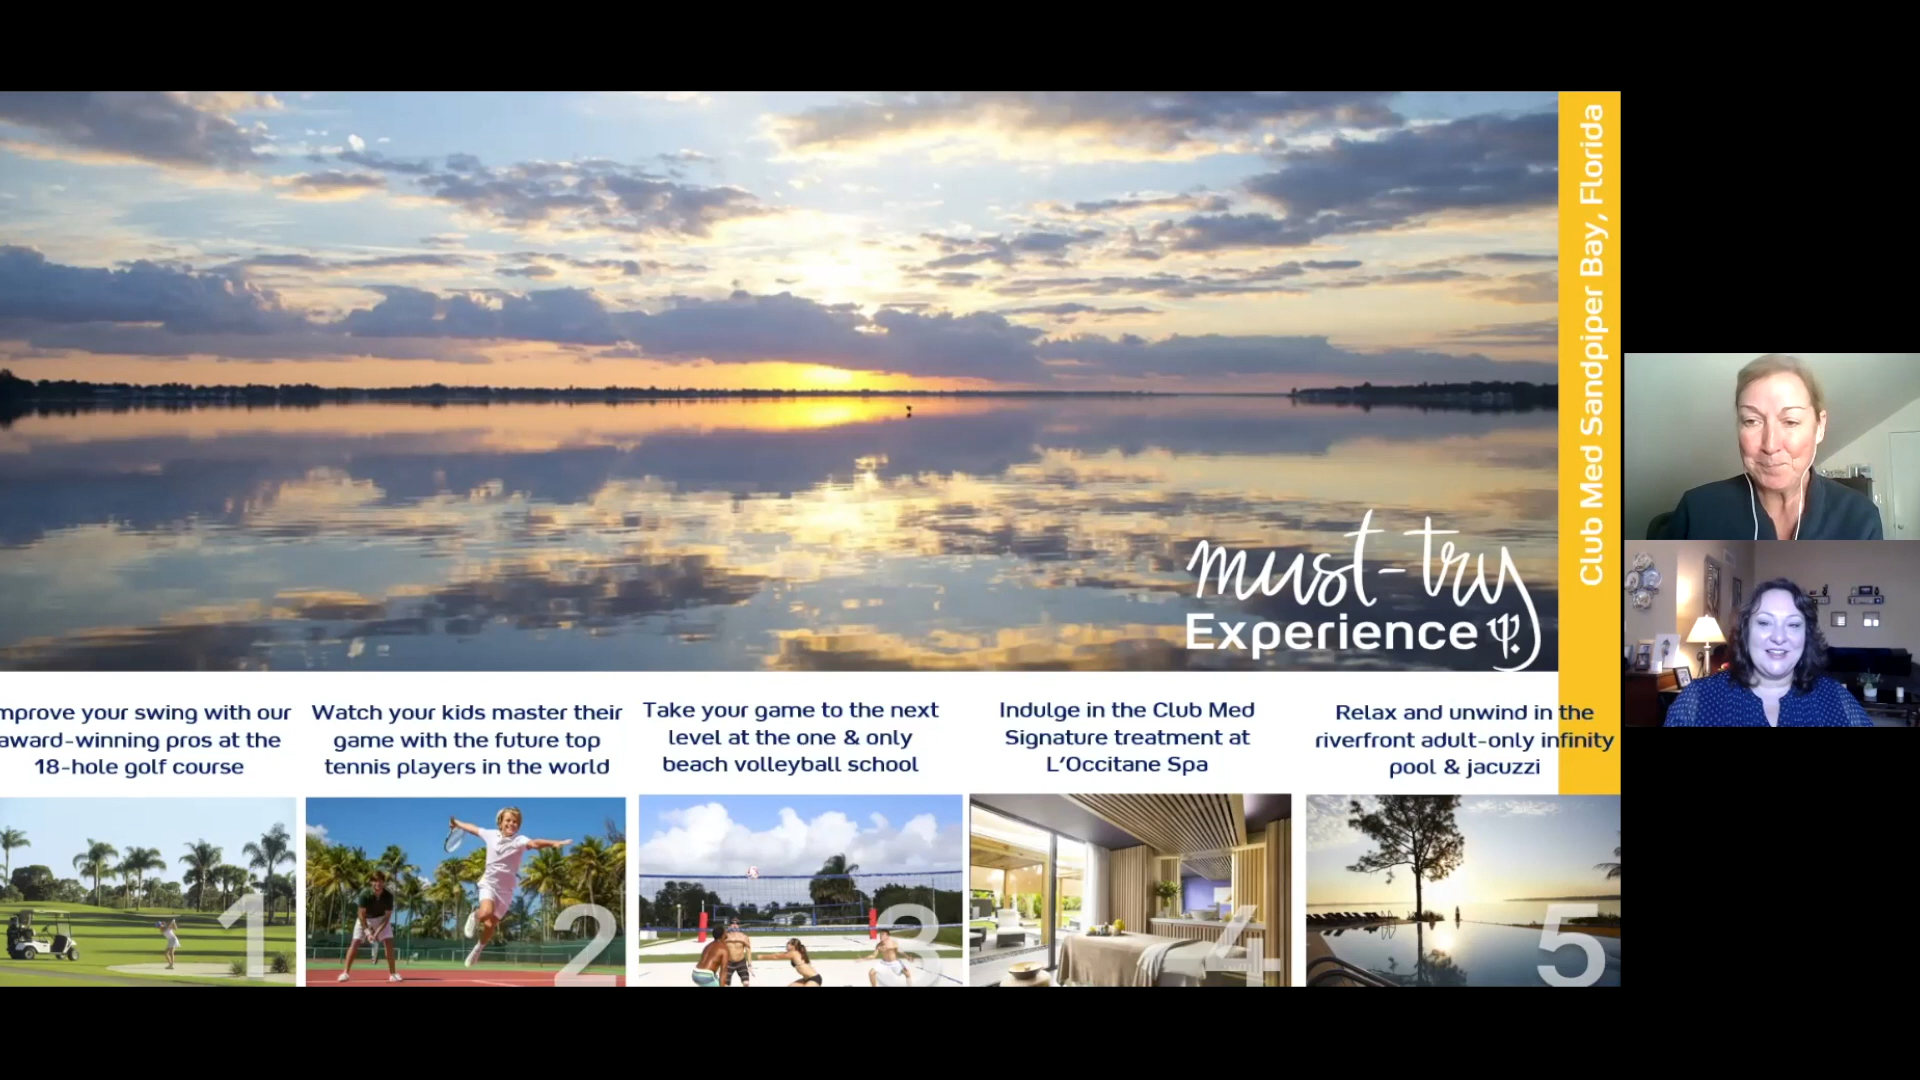 Club Med Sandpiper Bay, Florida
must-try
Experience
mprove your swing with our
award-winning pros at the
18-hole golf course
Watch your kids master their
game with the future top
tennis players in the world
Take your game to the next
level at the one & only
beach volleyball school
Indulge in the Club Med
Signature treatment at
L'Occitane Spa
Relax and unwind in the
riverfront adult-only infinity
pool & jacuzzi
1
2
3
4
5